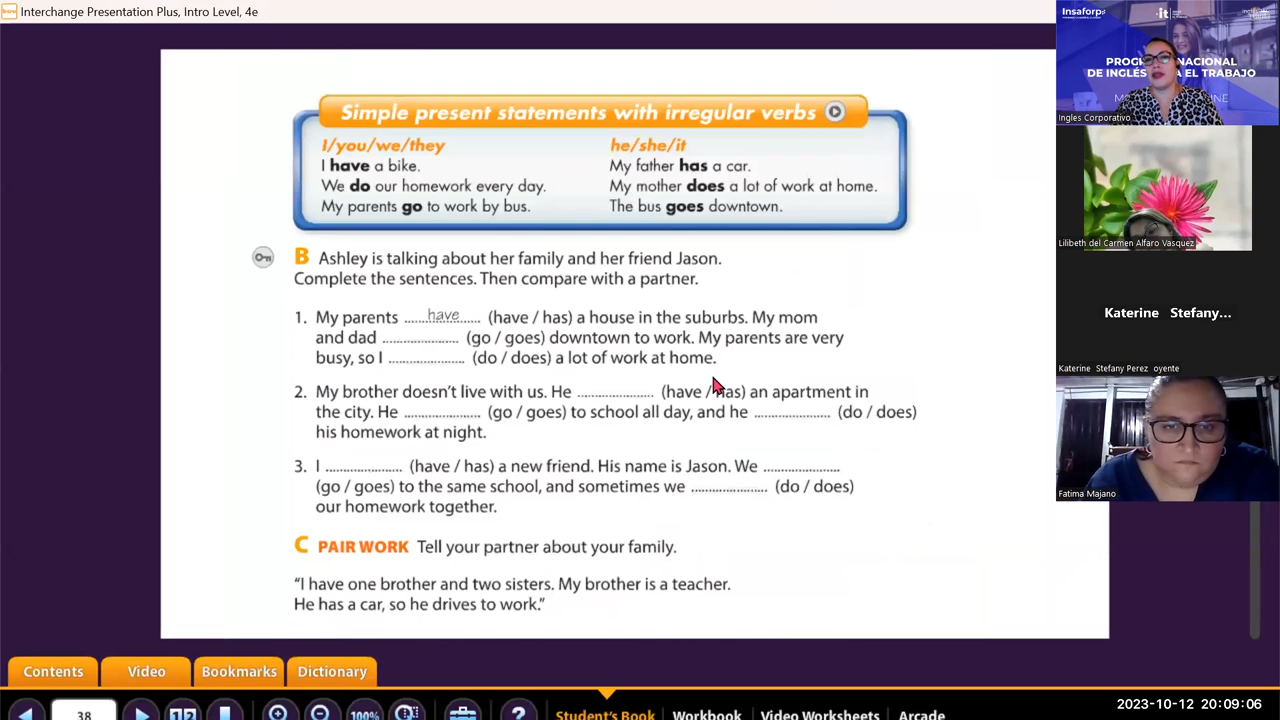 Interchange Presentation Plus, Intro Level, 4e
Simple present statements with irregular verbs
I/you/we/they
I have a bike.
We do our homework every day.
My parents go to work by bus.
he/she/it
My father has a car.
My mother does a lot of work at home.
The bus goes downtown.
B Ashley is talking about her family and her friend Jason.
Complete the sentences. Then compare with a partner.
1. My parents have (have / has) a house in the suburbs. My mom
and dad .................... (go / goes) downtown to work. My parents are very
busy, so I .................... (do / does) a lot of work at home.
2. My brother doesn't live with us. He .................... (have / has) an apartment in
the city. He .................... (go / goes) to school all day, and he .................... (do / does)
his homework at night.
3. I .................... (have / has) a new friend. His name is Jason. We ....................
(go / goes) to the same school, and sometimes we .................... (do / does)
our homework together.
C PAIR WORK Tell your partner about your family.
"I have one brother and two sisters. My brother is a teacher.
He has a car, so he drives to work."
Contents
Video
Bookmarks
Dictionary
38
1 2
100%
?
Student's Book
Workbook
Video Worksheets
Arcade
Insaforp
it
PROG NACIONAL
DE INGLÉS A EL TRABAJO
Ingles Corporativo
Lilibeth del Carmen Alfaro Vasquez
Katerine Stefany...
Katerine Stefany Perez oyente
Fatima Majano
2023-10-12 20:09:06